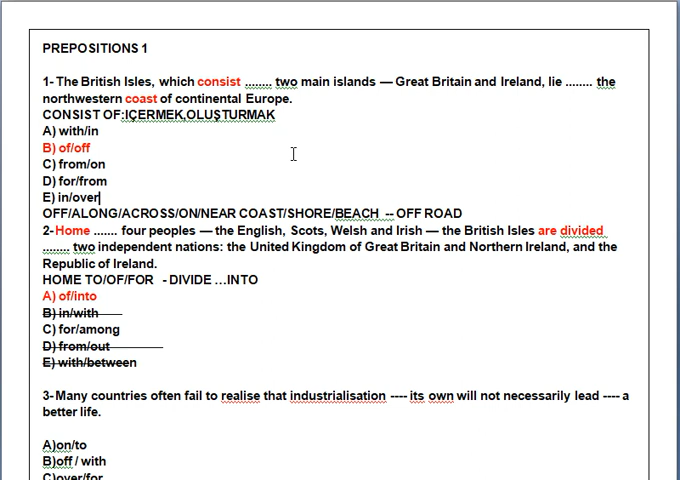 PREPOSITIONS 1
1- The British Isles, which consist ........ two main islands — Great Britain and Ireland, lie ........ the
northwestern coast of continental Europe.
CONSIST OF:IÇERMEK,OLUŞTURMAK
A) with/in
B) of/off
C) from/on
D) for/from
E) in/over
OFF/ALONG/ACROSS/ON/NEAR COAST/SHORE/BEACH -- OFF ROAD
2- Home ....... four peoples — the English, Scots, Welsh and Irish — the British Isles are divided
........ two independent nations: the United Kingdom of Great Britain and Northern Ireland, and the
Republic of Ireland.
HOME TO/OF/FOR - DIVIDE ...INTO
A) of/into
B) in/with
C) for/among
D) from/out
E) with/between
3- Many countries often fail to realise that industrialisation ---- its own will not necessarily lead ---- a
better life.
A)on/to
B)off / with
C)over/for